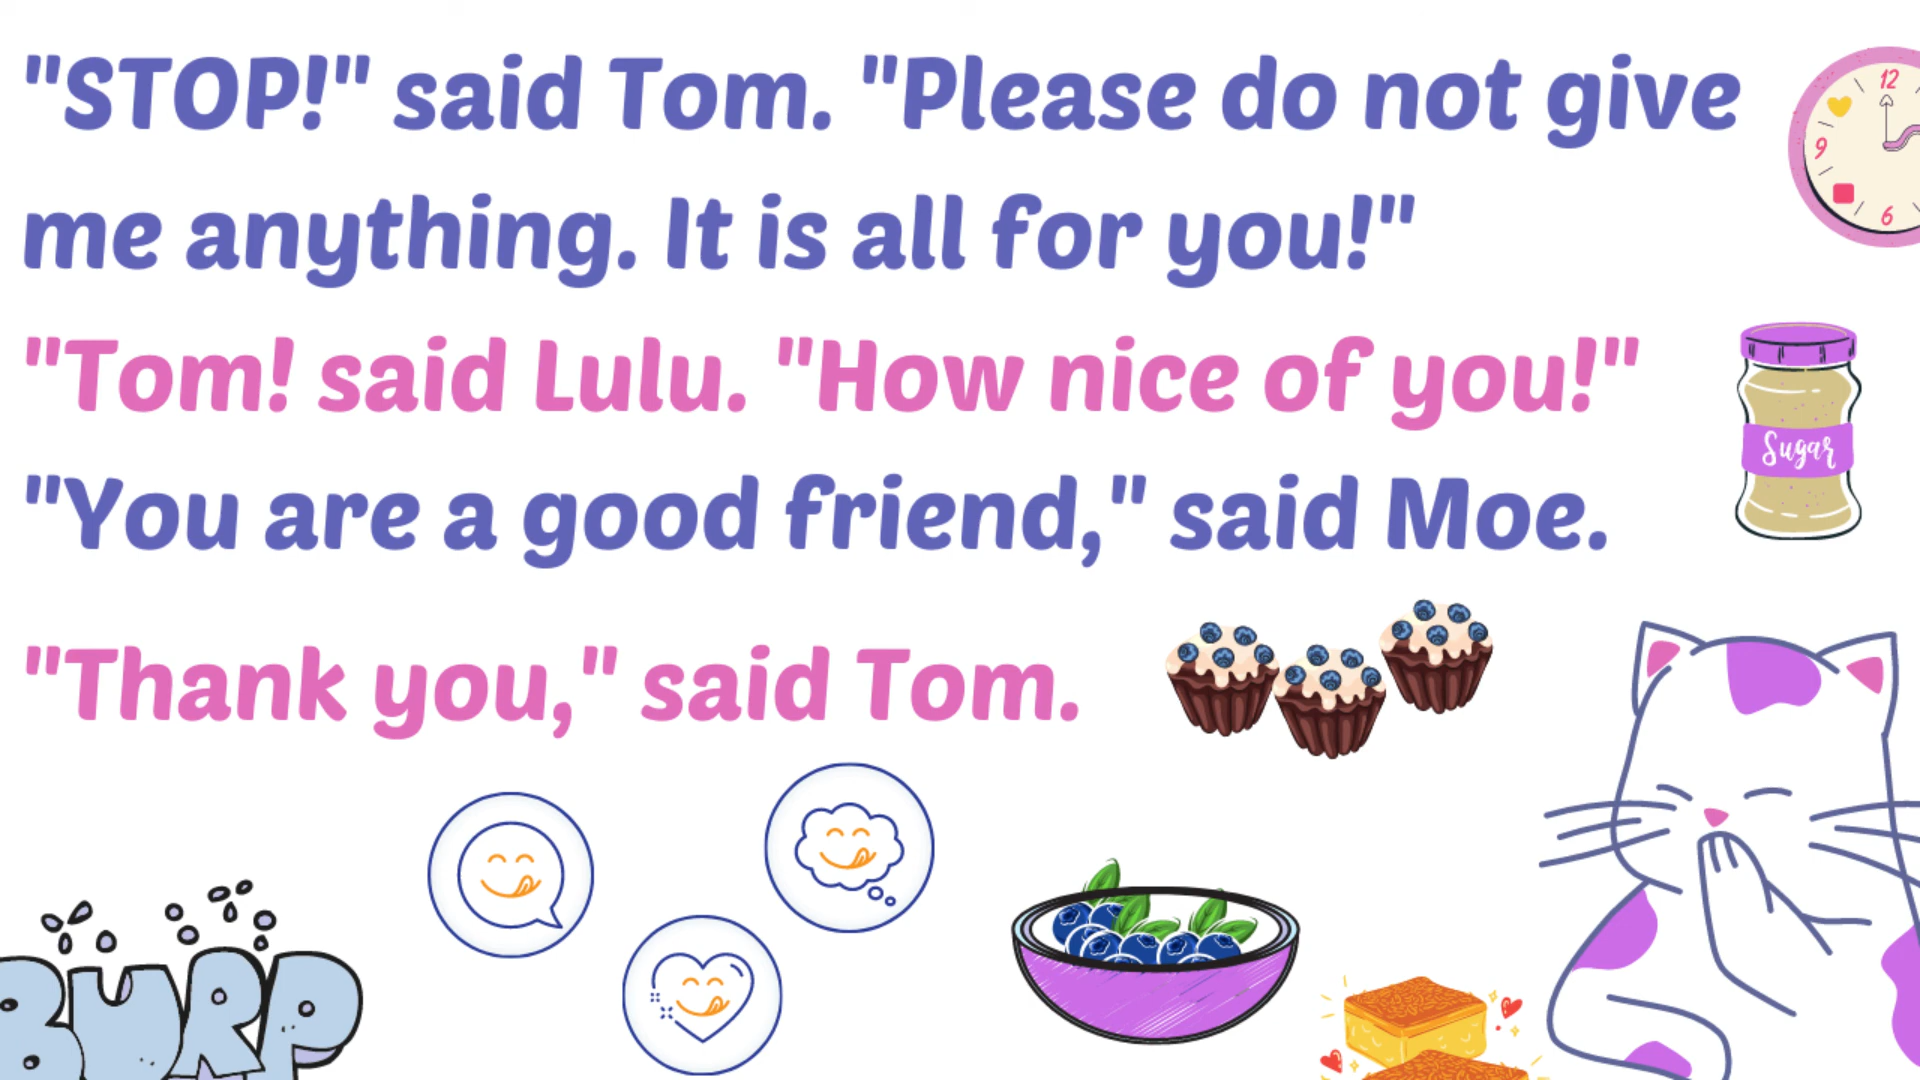 "STOP!" said Tom. "Please do not give
me anything. It is all for you!"
"Tom! said Lulu. "How nice of you!"
"You are a good friend," said Moe.
"Thank you," said Tom.
12
9
6
Sugar
BURP